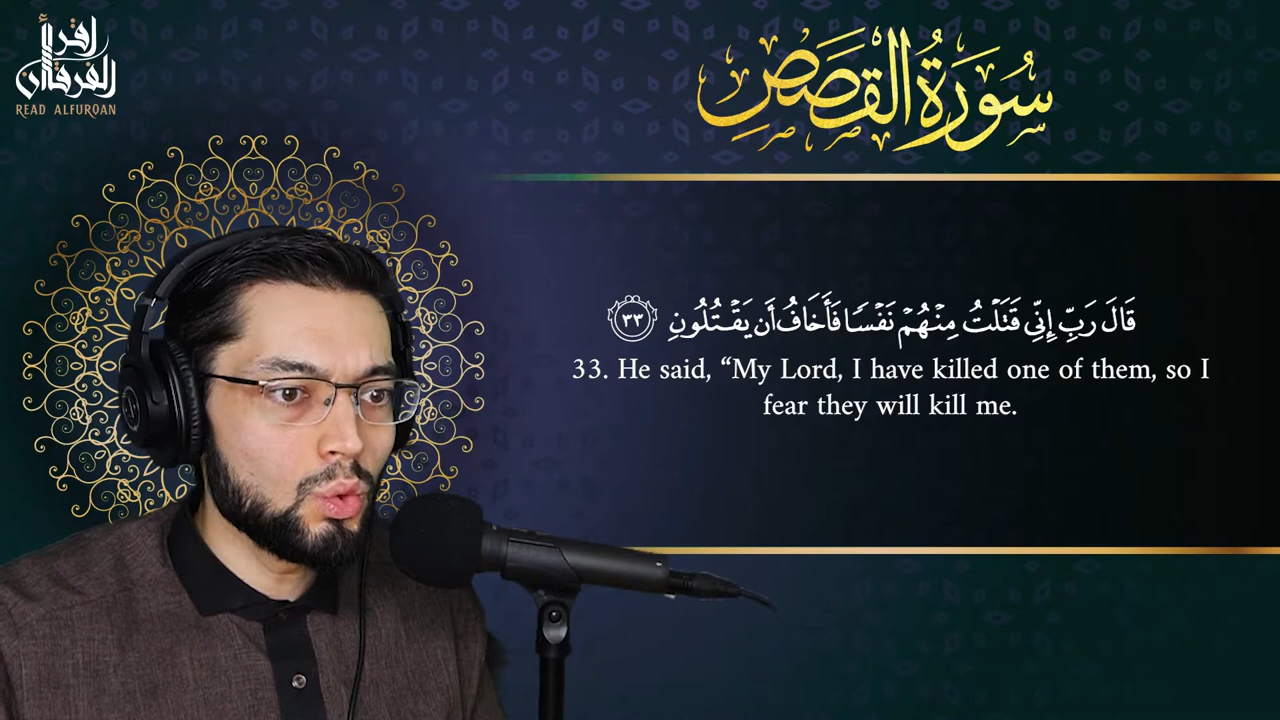 اقرأ
الفرقان
READ ALFURQAN
سُورَةُ القَصَصِ
قَالَ رَبِّ إِنِّي قَتَلْتُ مِنْهُمْ نَفْسًا فَأَخَافُ أَن يَقْتُلُونِ ٣٣
33. He said, “My Lord, I have killed one of them, so I
fear they will kill me.